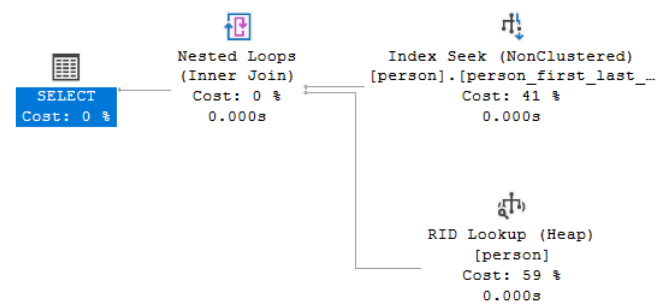 SELECT
Cost: 0 %
Nested Loops
(Inner Join)
Cost: 0 %
0.000s
Index Seek (NonClustered)
[person].[person_first_last_…
Cost: 41 %
0.000s
RID Lookup (Heap)
[person]
Cost: 59 %
0.000s